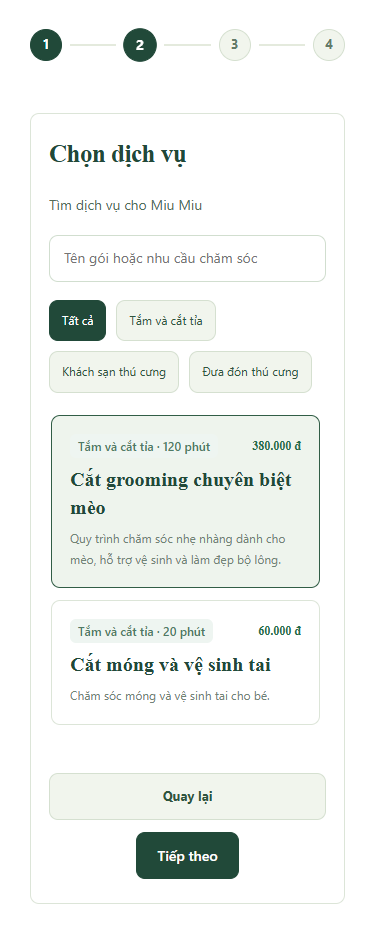 1 2 3 4
Chọn dịch vụ
Tìm dịch vụ cho Miu Miu
Tên gói hoặc nhu cầu chăm sóc
Tất cả
Tắm và cắt tỉa
Khách sạn thú cưng
Đưa đón thú cưng
Tắm và cắt tỉa · 120 phút
380.000 đ
Cắt grooming chuyên biệt
mèo
Quy trình chăm sóc nhẹ nhàng dành cho
mèo, hỗ trợ vệ sinh và làm đẹp bộ lông.
Tắm và cắt tỉa · 20 phút
60.000 đ
Cắt móng và vệ sinh tai
Chăm sóc móng và vệ sinh tai cho bé.
Quay lại
Tiếp theo